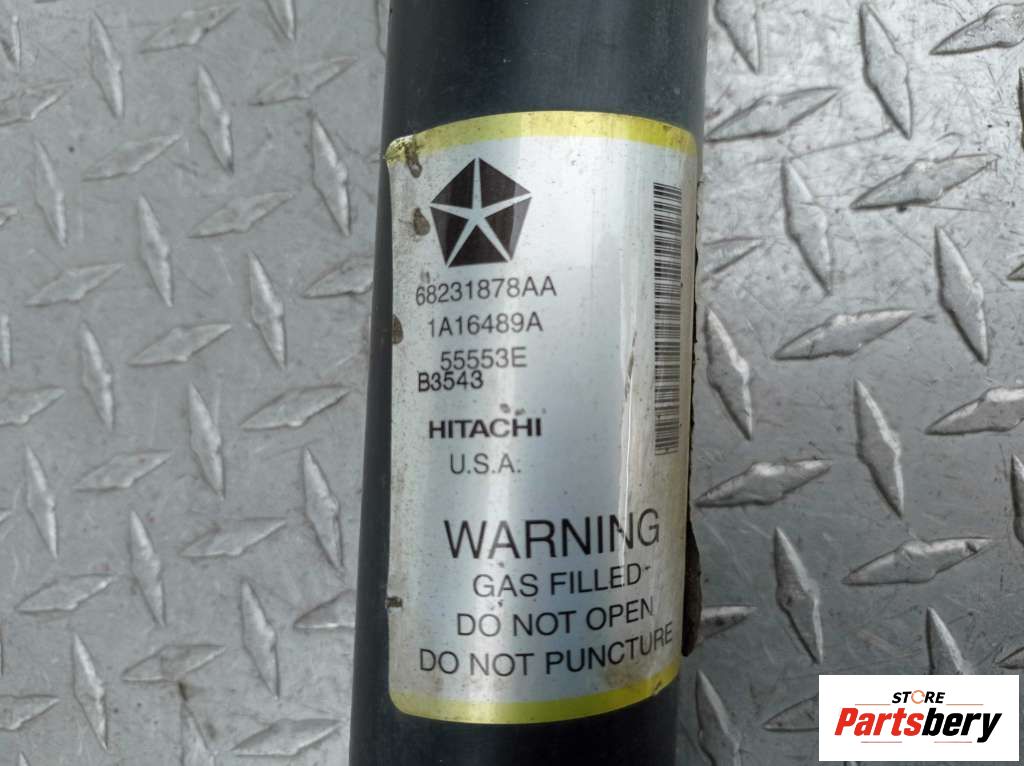 68231878AA
1A16489A
55553E
B3543
HITACHI
U.S.A.
WARNING
GAS FILLED
DO NOT OPEN
DO NOT PUNCTURE
STORE
Partsbery